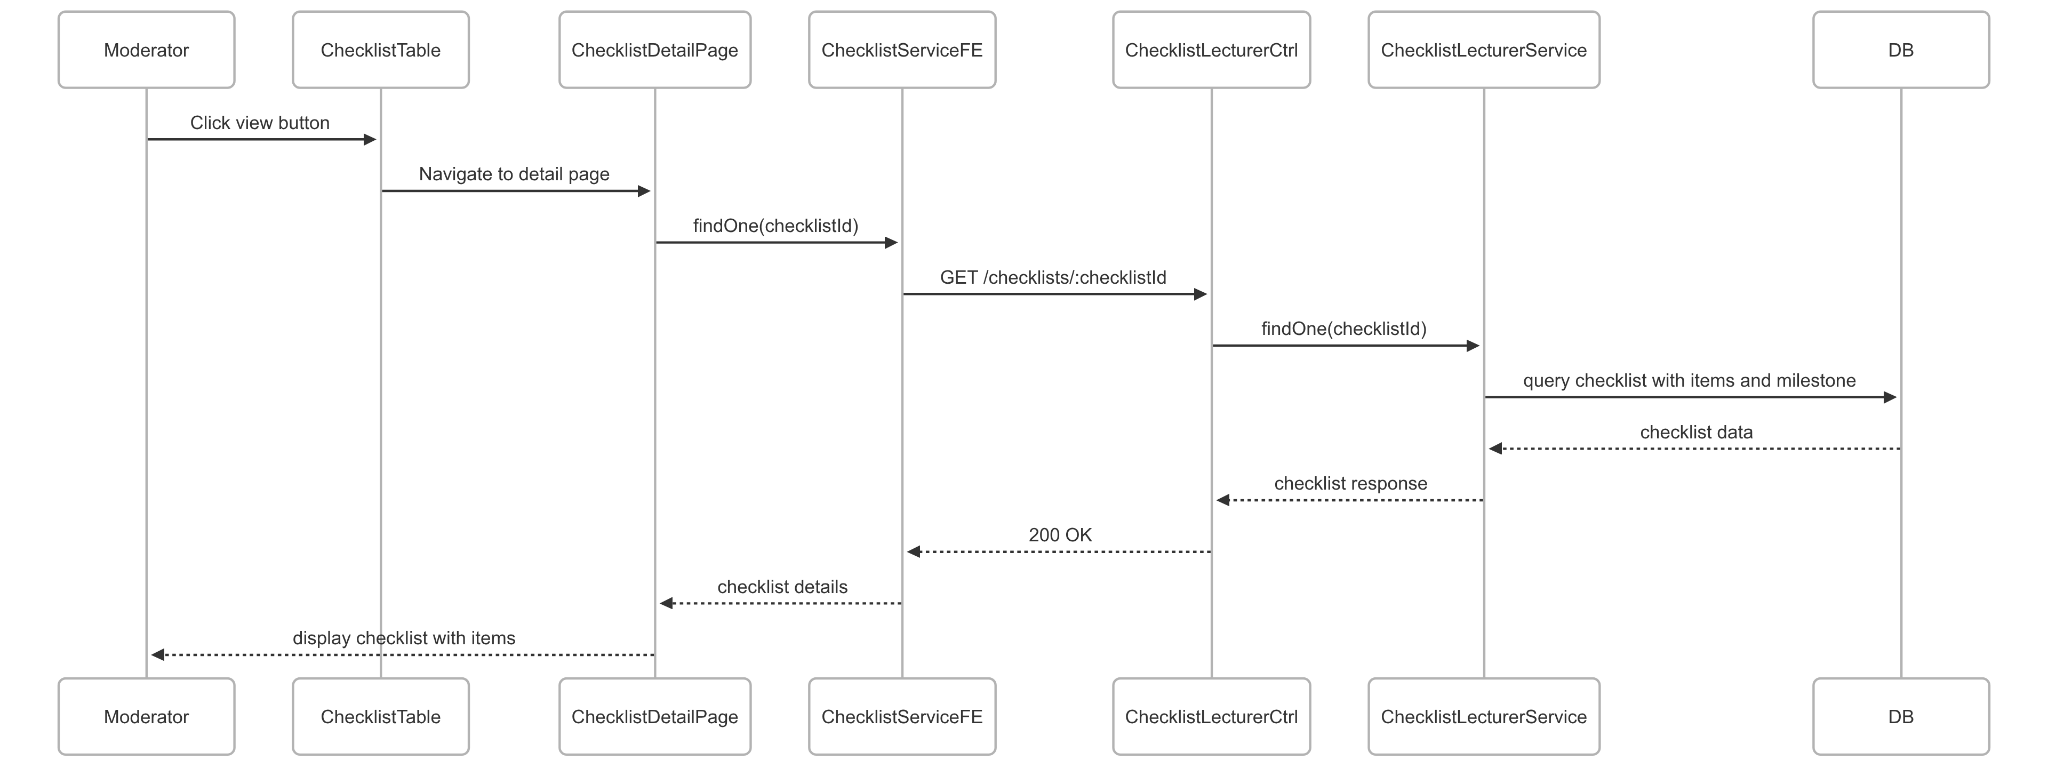 Moderator
ChecklistTable
ChecklistDetailPage
ChecklistServiceFE
ChecklistLecturerCtrl
ChecklistLecturerService
DB
Click view button
Navigate to detail page
findOne(checklistId)
GET /checklists/:checklistId
findOne(checklistId)
query checklist with items and milestone
checklist data
checklist response
200 OK
checklist details
display checklist with items
Moderator
ChecklistTable
ChecklistDetailPage
ChecklistServiceFE
ChecklistLecturerCtrl
ChecklistLecturerService
DB